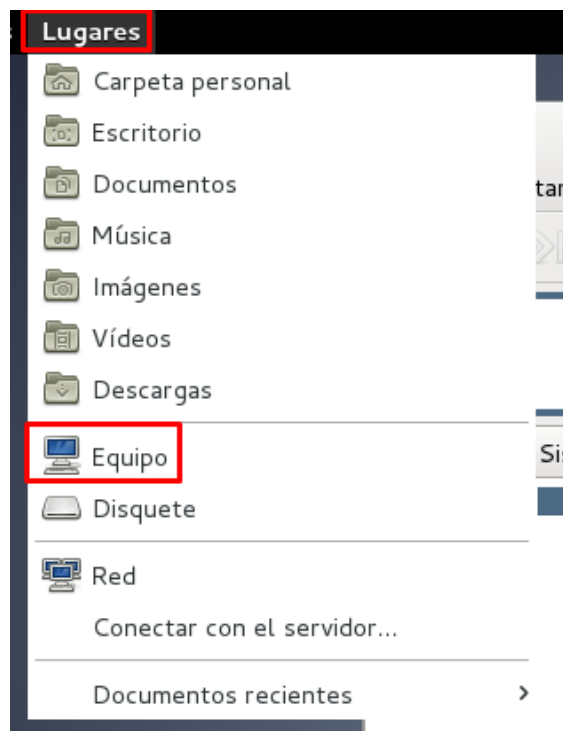 Lugares
Carpeta personal
Escritorio
Documentos
Música
Imágenes
Vídeos
Descargas
Equipo
Disquete
Red
Conectar con el servidor...
Documentos recientes